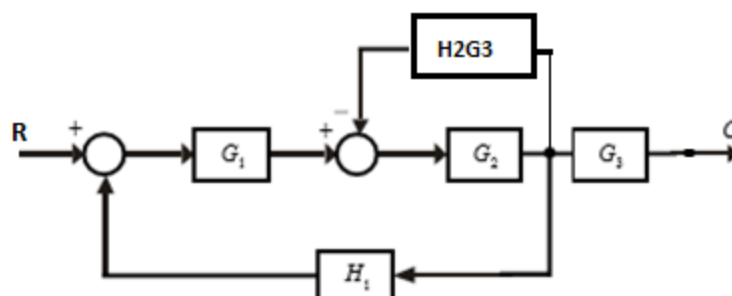 H2G3
−
R + G₁ + G₂ G₃
H₁